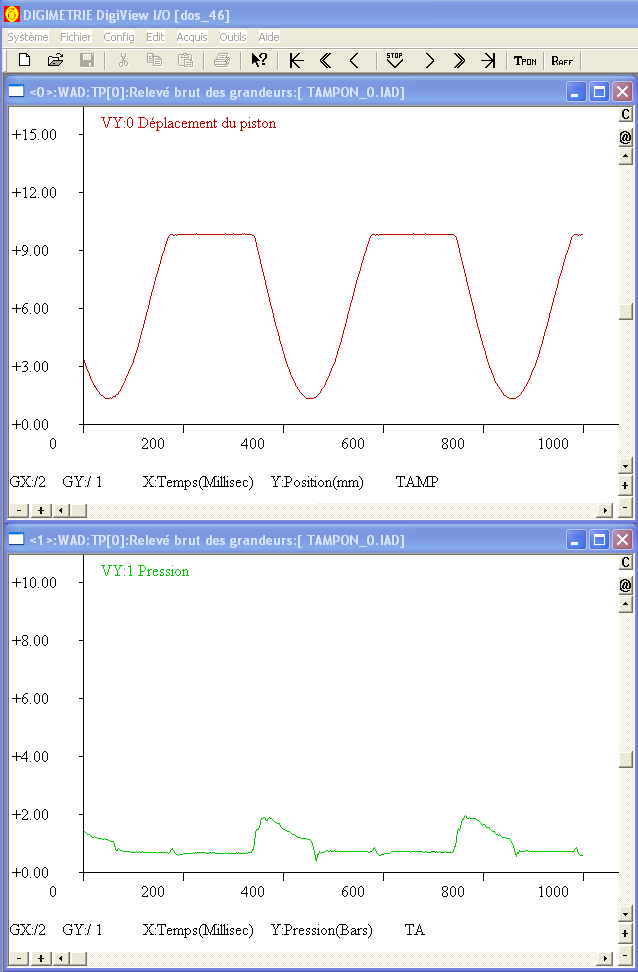 DIGIMETRIE DigiView I/O [dos_46]
Système Fichier Config Edit Acquis Outils Aide
STOP TPON RAFF
<0>:WAD:TP[0]:Relevé brut des grandeurs:[ TAMPON_0.IAD]
C
@
VY:0 Déplacement du piston
+15.00
+12.00
+9.00
+6.00
+3.00
+0.00
0 200 400 600 800 1000
GX:/2 GY:/ 1 X:Temps(Millisec) Y:Position(mm) TAMP
<1>:WAD:TP[0]:Relevé brut des grandeurs:[ TAMPON_0.IAD]
C
@
VY:1 Pression
+10.00
+8.00
+6.00
+4.00
+2.00
+0.00
0 200 400 600 800 1000
GX:/2 GY:/ 1 X:Temps(Millisec) Y:Pression(Bars) TA